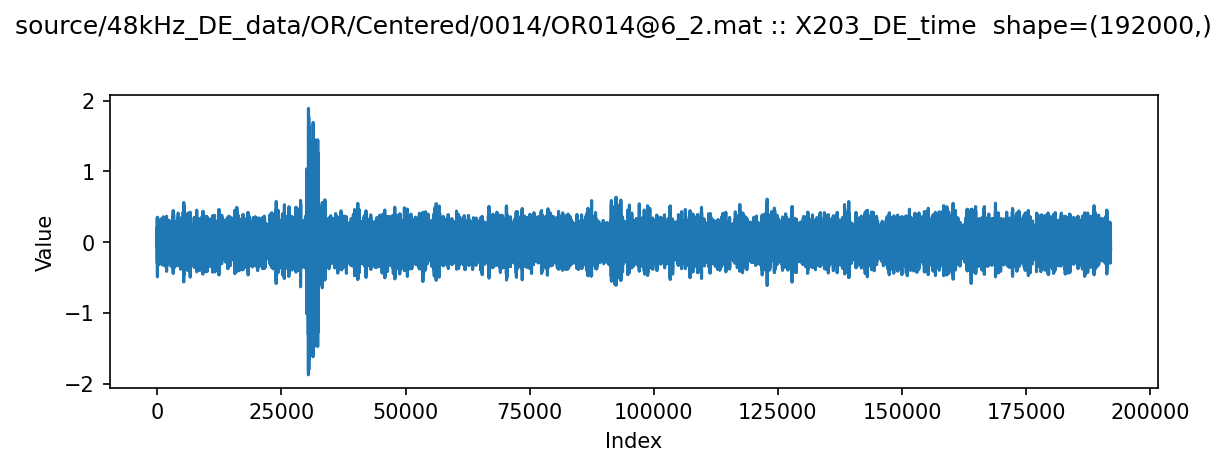 source/48kHz_DE_data/OR/Centered/0014/OR014@6_2.mat :: X203_DE_time  shape=(192000,)
2
1
0
−1
−2
Value
0 25000 50000 75000 100000 125000 150000 175000 200000
Index